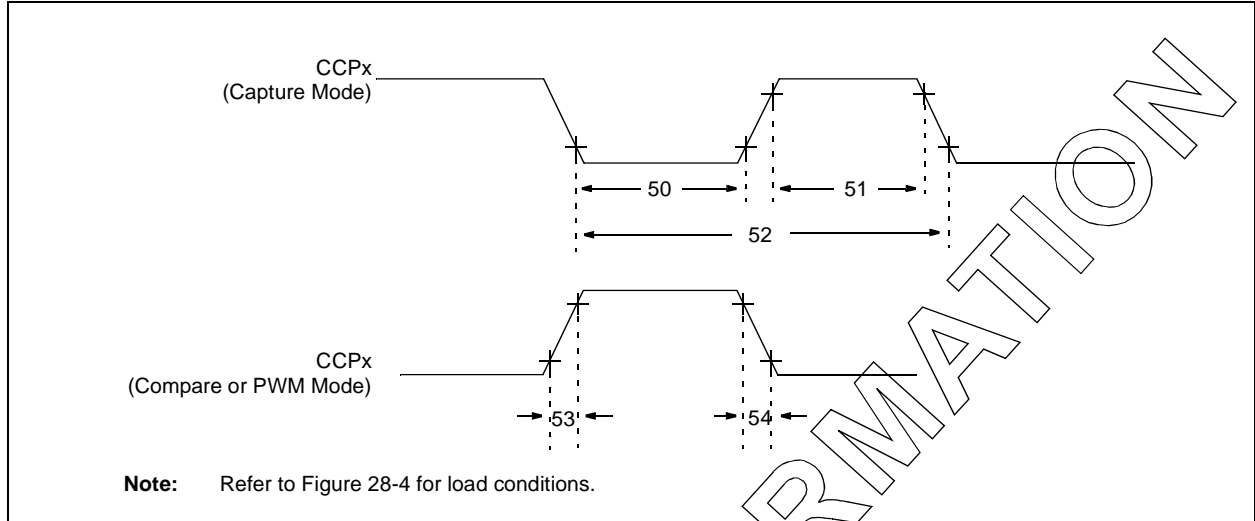 CCPx
(Capture Mode)
50
51
52
CCPx
(Compare or PWM Mode)
53
54
Note: Refer to Figure 28-4 for load conditions.
RMATION